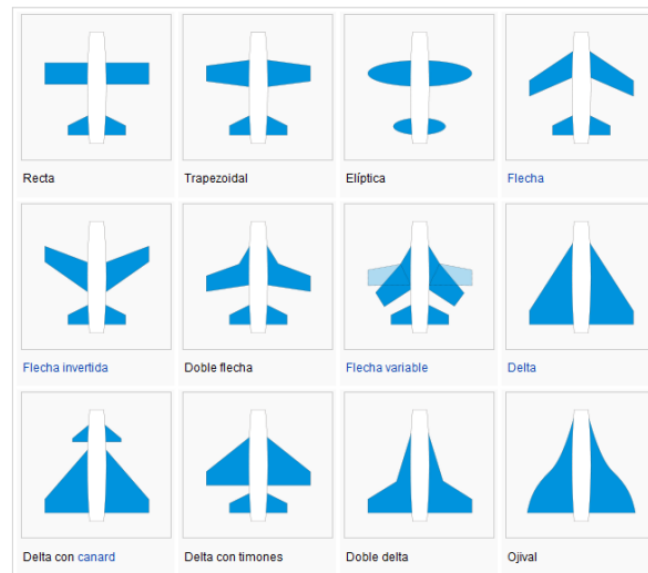 Recta
Trapezoidal
Elíptica
Flecha
Flecha invertida
Doble flecha
Flecha variable
Delta
Delta con canard
Delta con timones
Doble delta
Ojival